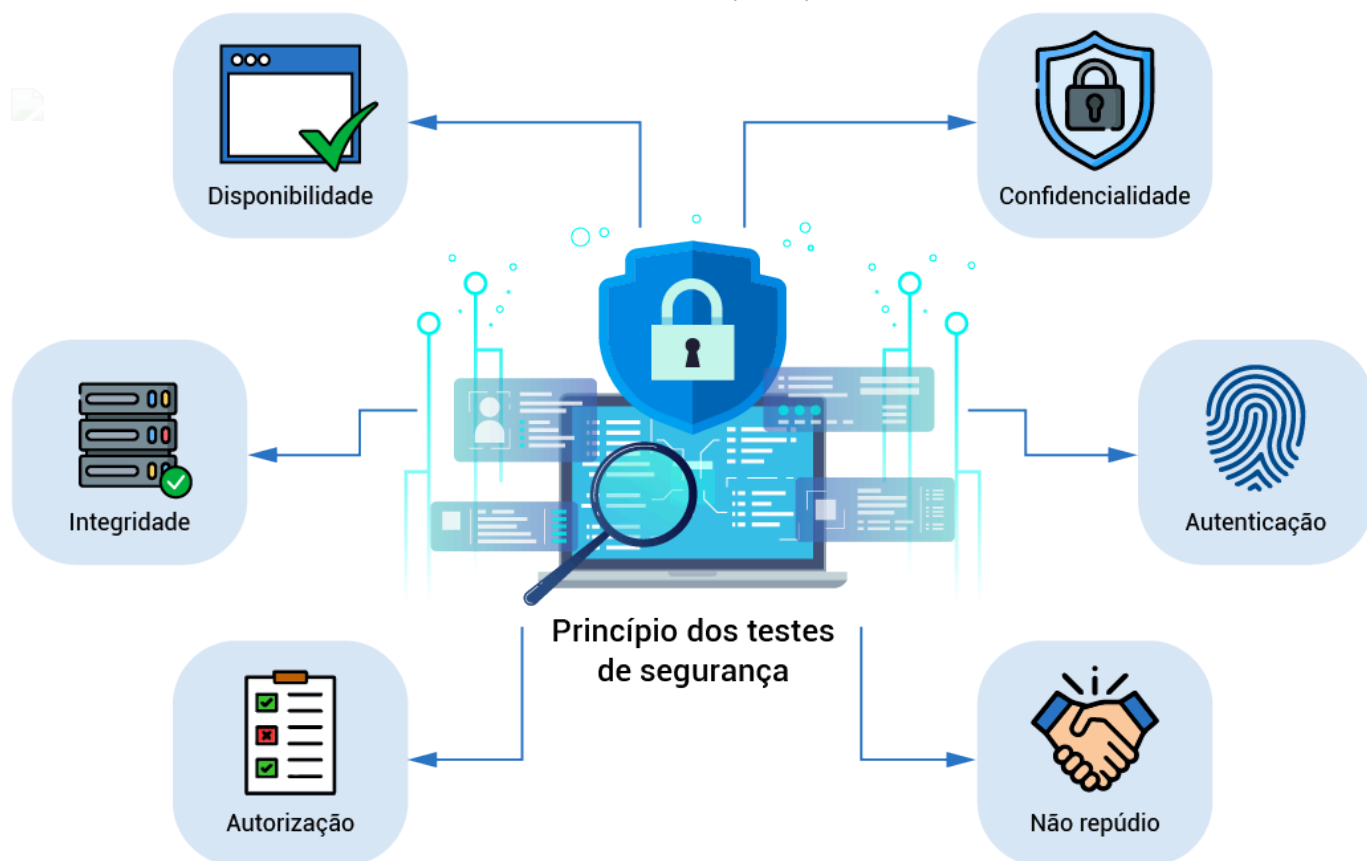 Disponibilidade
Confidencialidade
Integridade
Autenticação
Princípio dos testes
de segurança
Autorização
Não repúdio